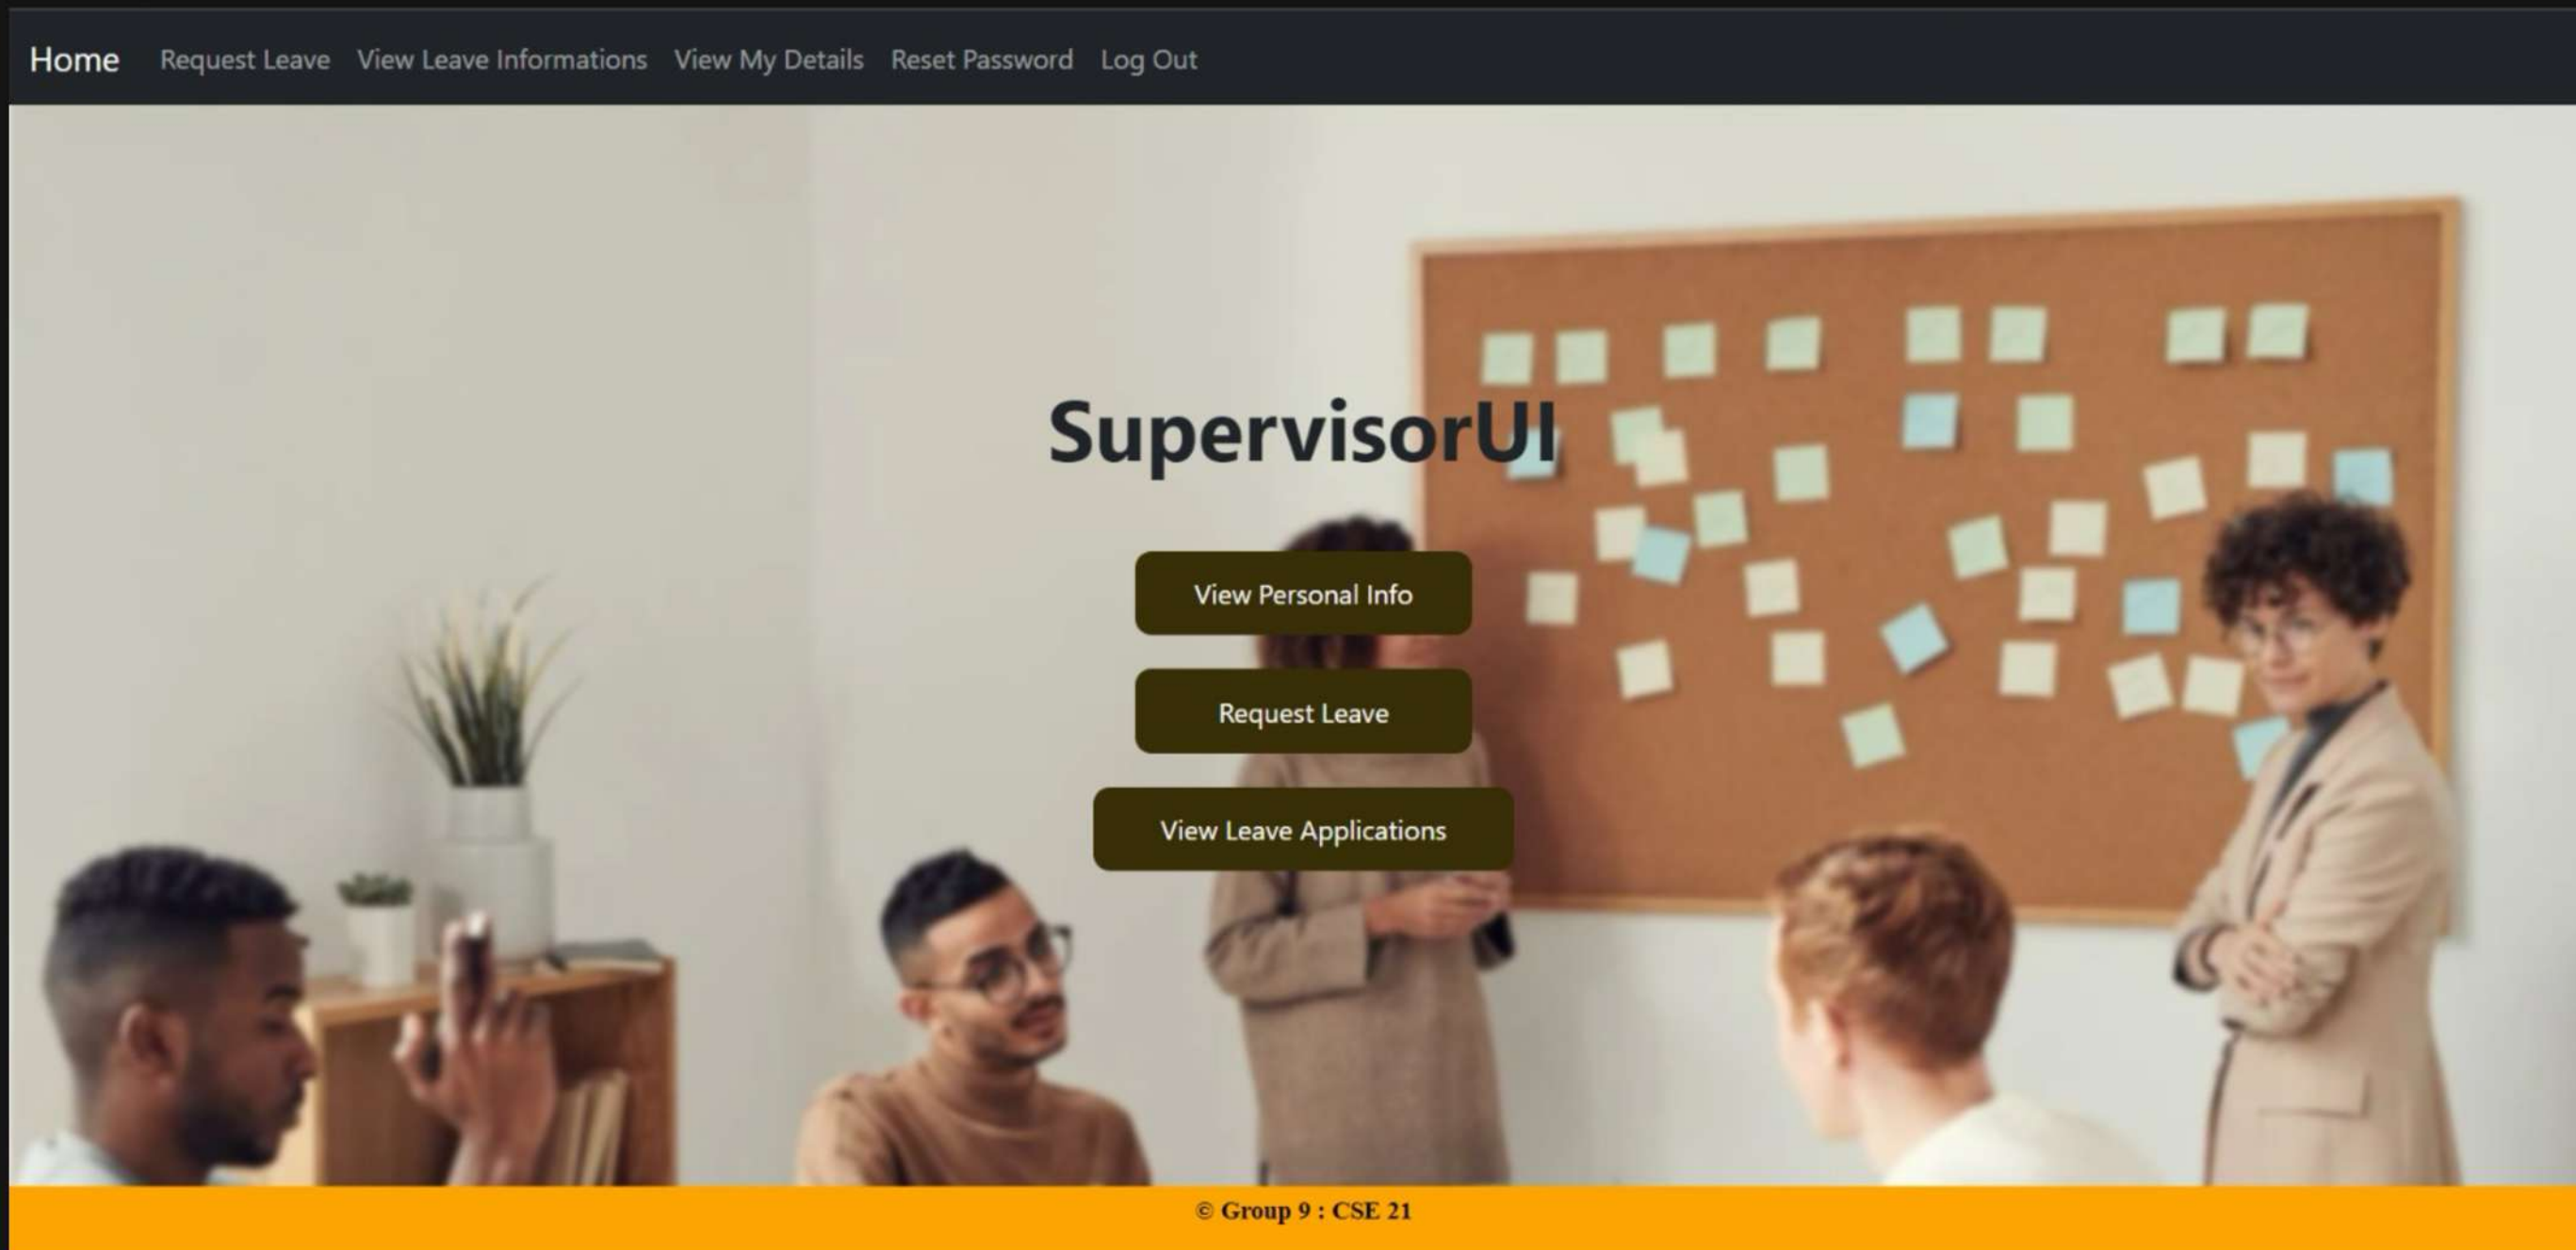 Home Request Leave View Leave Informations View My Details Reset Password Log Out
SupervisorUI
View Personal Info
Request Leave
View Leave Applications
© Group 9 : CSE 21